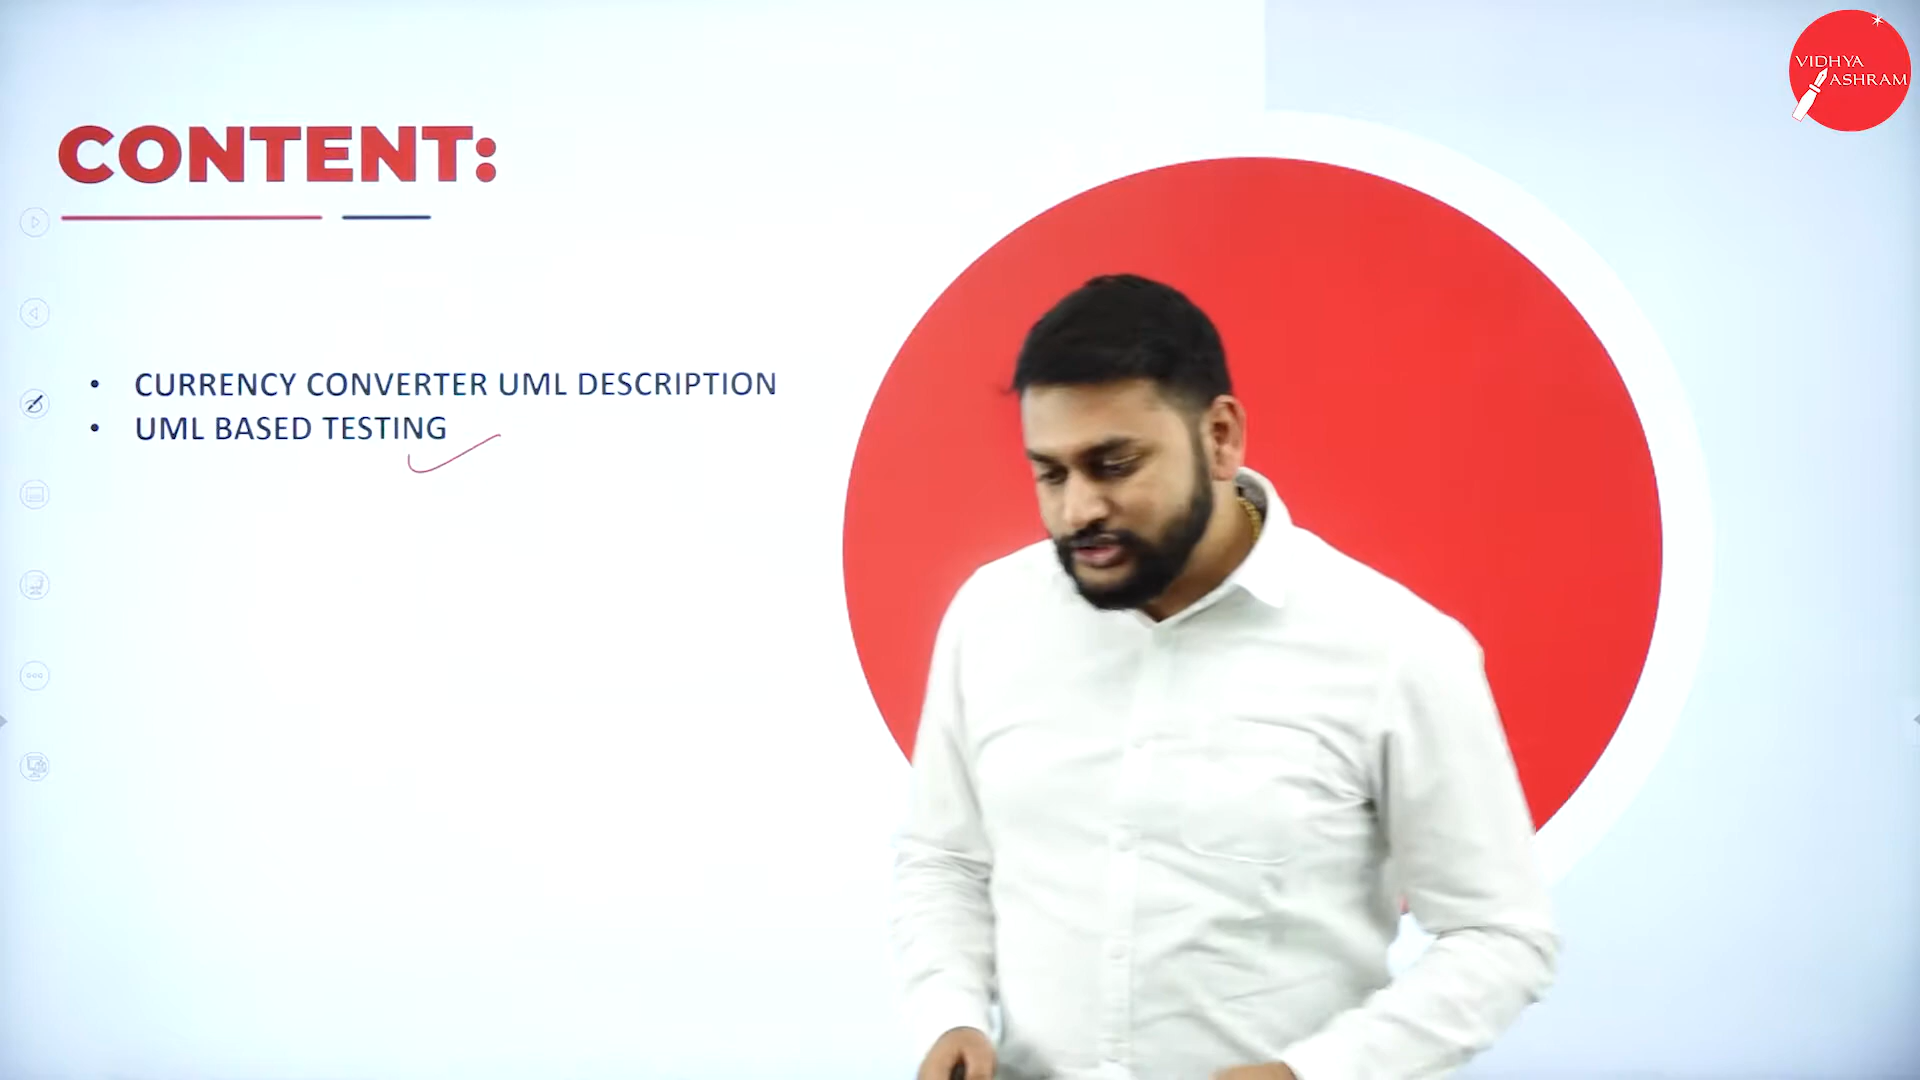 VIDHYA
ASHRAM
CONTENT:
• CURRENCY CONVERTER UML DESCRIPTION
• UML BASED TESTING